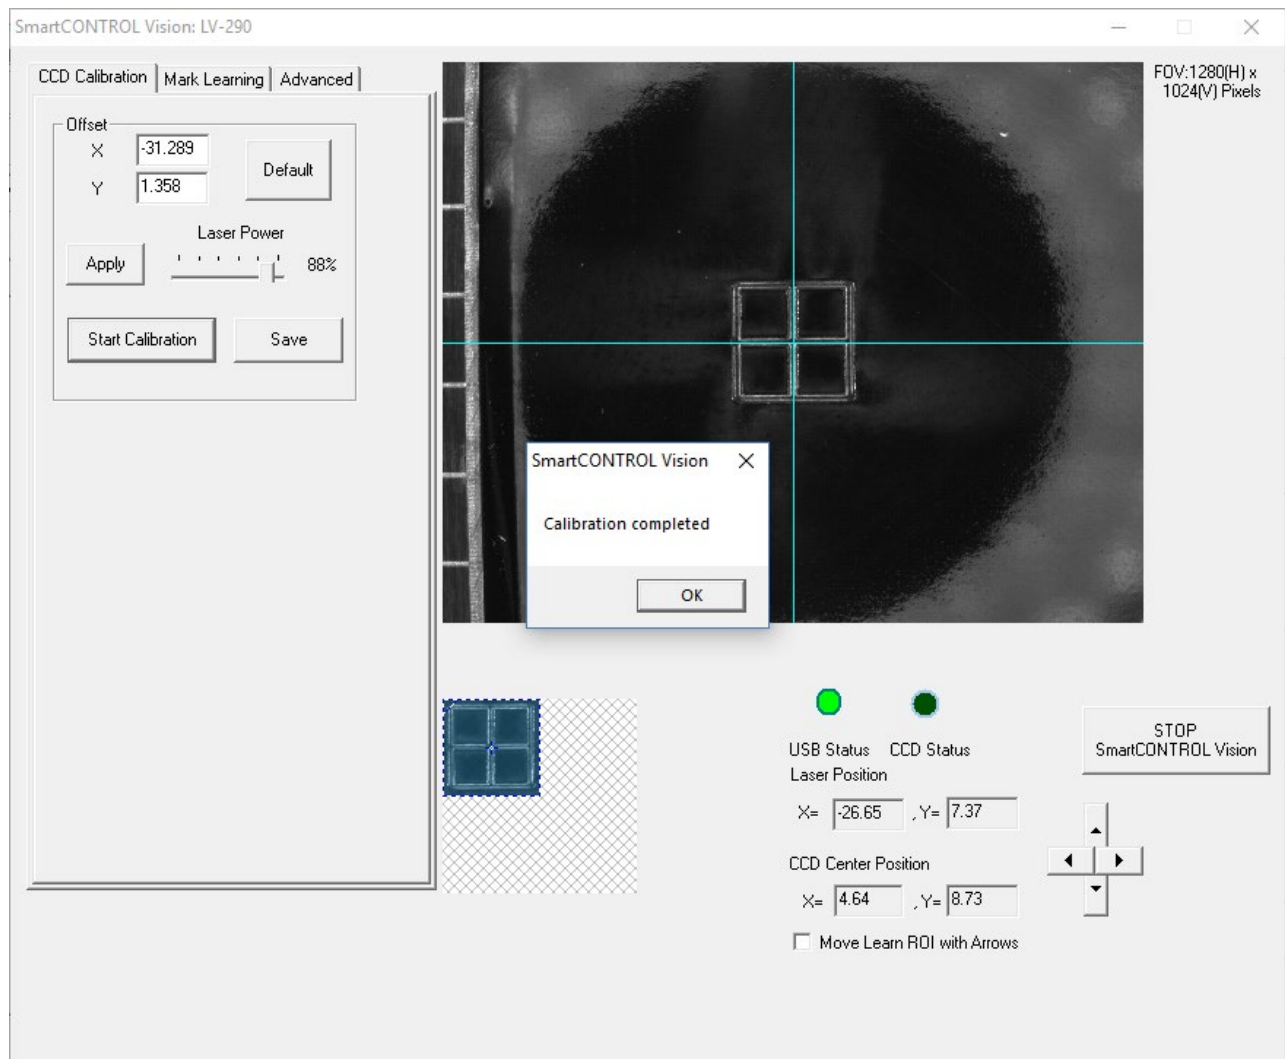 SmartCONTROL Vision: LV-290
CCD Calibration Mark Learning Advanced
FOV:1280(H) x
1024(V) Pixels
Offset
X -31.289
Default
Y 1.358
Laser Power
Apply
88%
Start Calibration Save
SmartCONTROL Vision
Calibration completed
OK
USB Status CCD Status
STOP
SmartCONTROL Vision
Laser Position
X= -26.65 ,Y= 7.37
CCD Center Position
X= 4.64 ,Y= 8.73
Move Learn ROI with Arrows